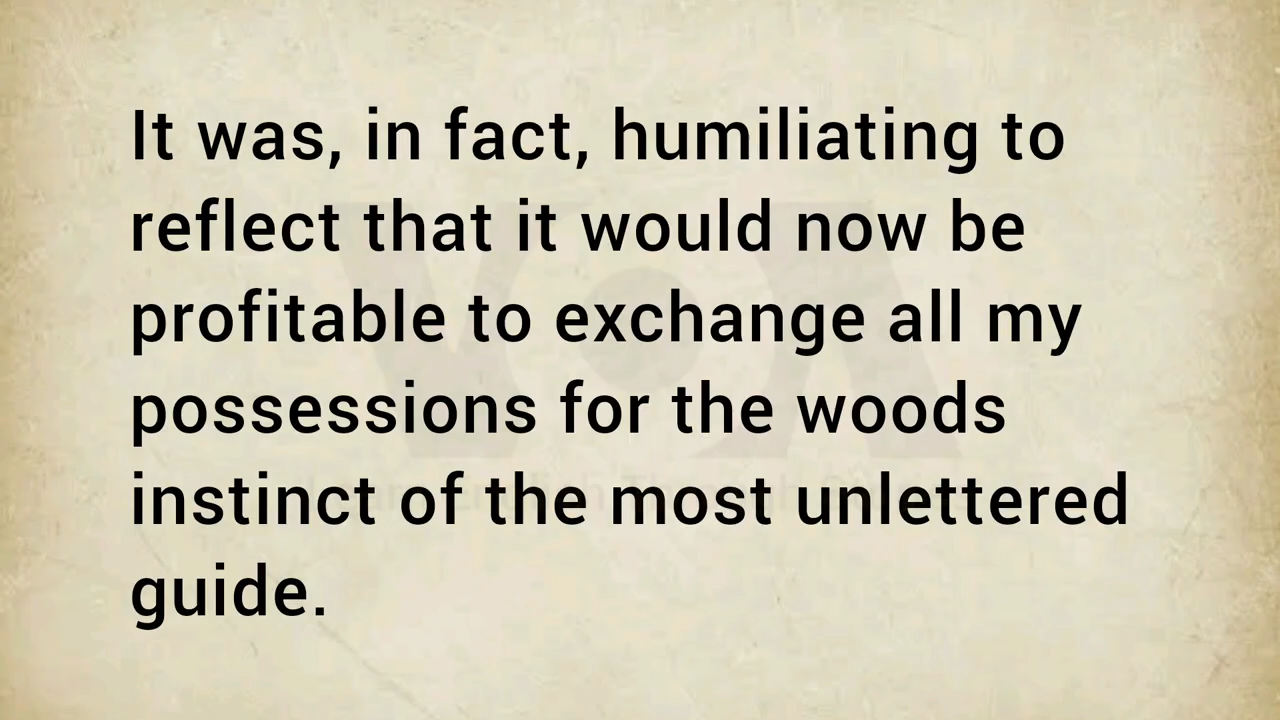 It was, in fact, humiliating to
reflect that it would now be
profitable to exchange all my
possessions for the woods
instinct of the most unlettered
guide.
VOA